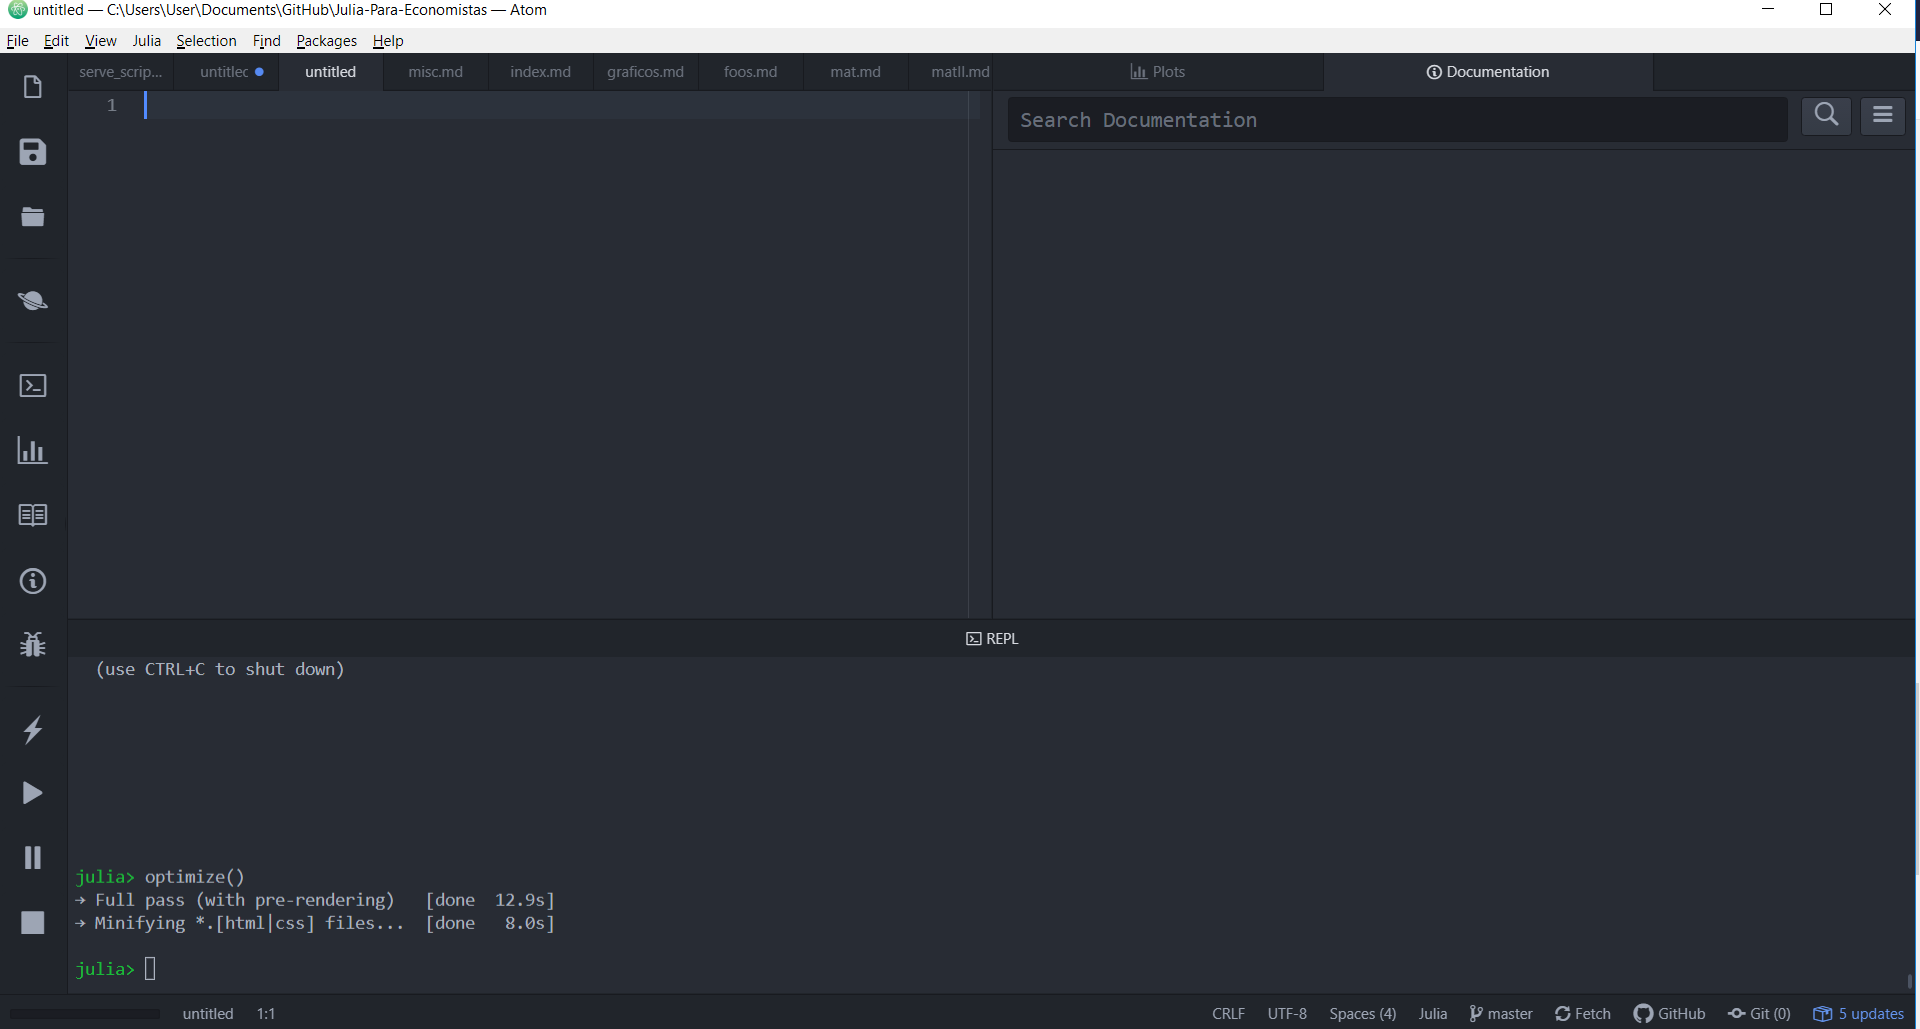 untitled — C:\Users\User\Documents\GitHub\Julia-Para-Economistas — Atom
File Edit View Julia Selection Find Packages Help
serve_scrip... untitlec untitled misc.md index.md graficos.md foos.md mat.md matII.md Plots Documentation
1
Search Documentation
REPL
(use CTRL+C to shut down)
julia> optimize()
→ Full pass (with pre-rendering) [done 12.9s]
→ Minifying *.[html|css] files... [done 8.0s]
julia>
untitled 1:1 CRLF UTF-8 Spaces (4) Julia master Fetch GitHub Git (0) 5 updates